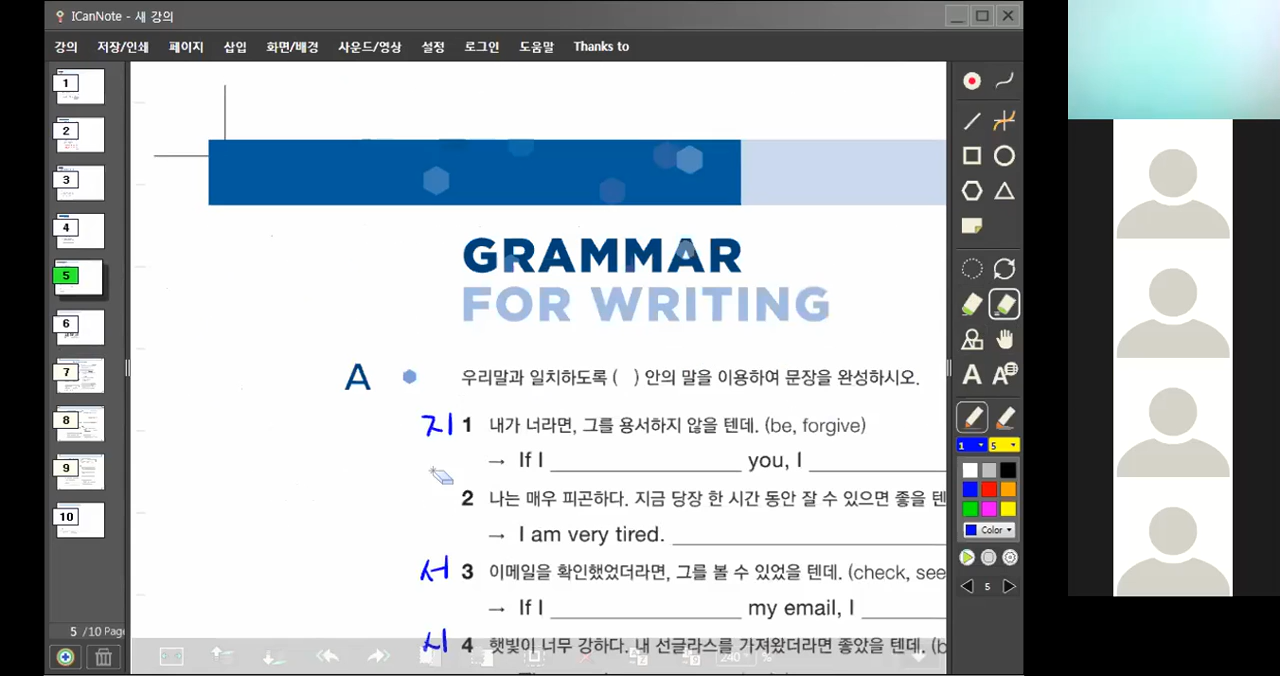 ICanNote - 새 강의
강의 저장/인쇄 페이지 삽입 화면/배경 사운드/영상 설정 로그인 도움말 Thanks to
1
2
3
4
5
6
7
8
9
10
GRAMMAR
FOR WRITING
A 우리말과 일치하도록 ( ) 안의 말을 이용하여 문장을 완성하시오.
지 1 내가 너라면, 그를 용서하지 않을 텐데. (be, forgive)
→ If I ____ you, I ____
2 나는 매우 피곤하다. 지금 당장 한 시간 동안 잘 수 있으면 좋을 텐
→ I am very tired. ____
서 3 이메일을 확인했었더라면, 그를 볼 수 있었을 텐데. (check, see
→ If I ____ my email, I ____
시 4 햇빛이 너무 강하다. 내 선글라스를 가져왔더라면 좋았을 텐데. (b
240 %
1 5
Color
5
5 /10 Page